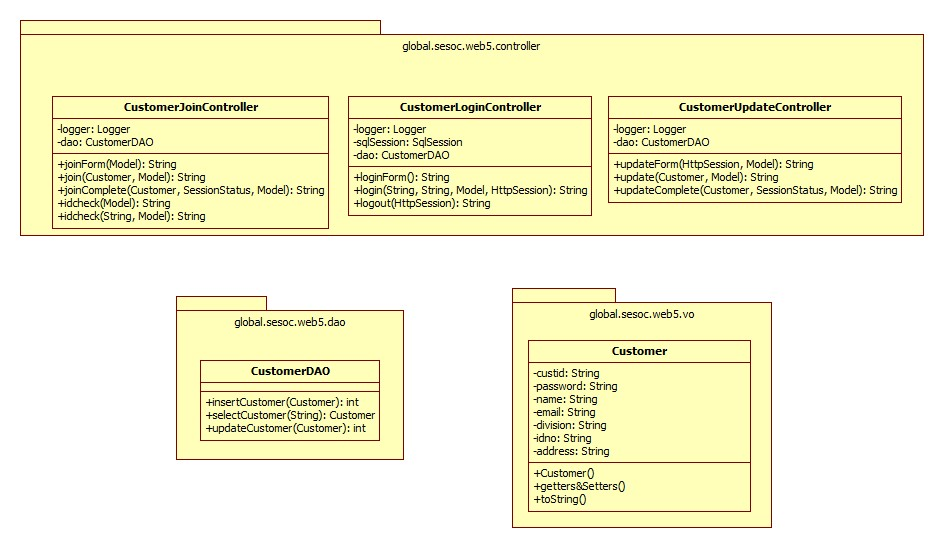 global.sesoc.web5.controller
CustomerJoinController
-logger: Logger
-dao: CustomerDAO
+joinForm(Model): String
+join(Customer, Model): String
+joinComplete(Customer, SessionStatus, Model): String
+idcheck(Model): String
+idcheck(String, Model): String
CustomerLoginController
-logger: Logger
-sqlSession: SqlSession
-dao: CustomerDAO
+loginForm(): String
+login(String, String, Model, HttpSession): String
+logout(HttpSession): String
CustomerUpdateController
-logger: Logger
-dao: CustomerDAO
+updateForm(HttpSession, Model): String
+update(Customer, Model): String
+updateComplete(Customer, SessionStatus, Model): String
global.sesoc.web5.dao
CustomerDAO
+insertCustomer(Customer): int
+selectCustomer(String): Customer
+updateCustomer(Customer): int
global.sesoc.web5.vo
Customer
-custid: String
-password: String
-name: String
-email: String
-division: String
-idno: String
-address: String
+Customer()
+getters&Setters()
+toString()